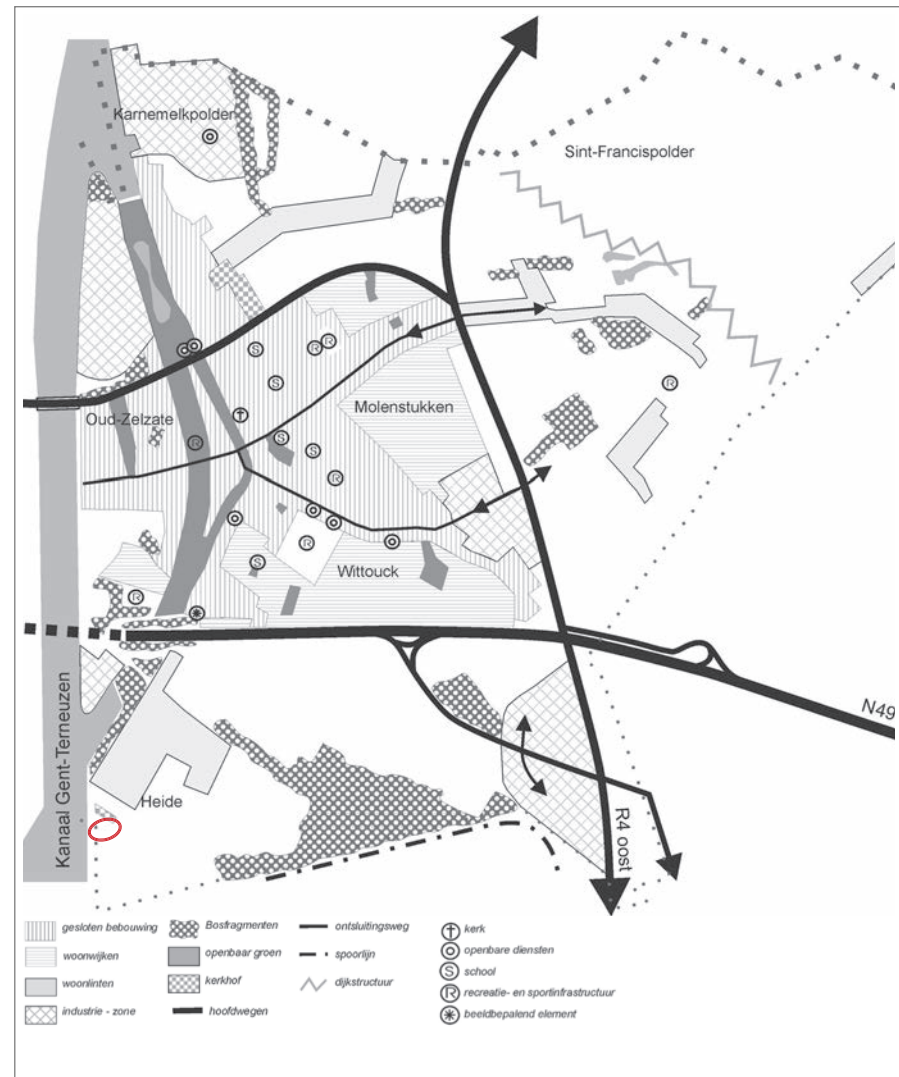 Karnemelkpolden
Sint-Francispolder
Oud-Zelzate
Molenstukken
Wittouck
Kanaal Gent-Terneuzen
Heide
N49
R4 oost
gesloten bebouwing
woonwijken
woonlinten
industrie - zone
Bosfragmenten
openbaar groen
kerkhof
hoofdwegen
ontsluitingsweg
spoorlijn
dijkstructuur
kerk
openbare diensten
S school
R recreatie- en sportinfrastructuur
beeldbepalend element